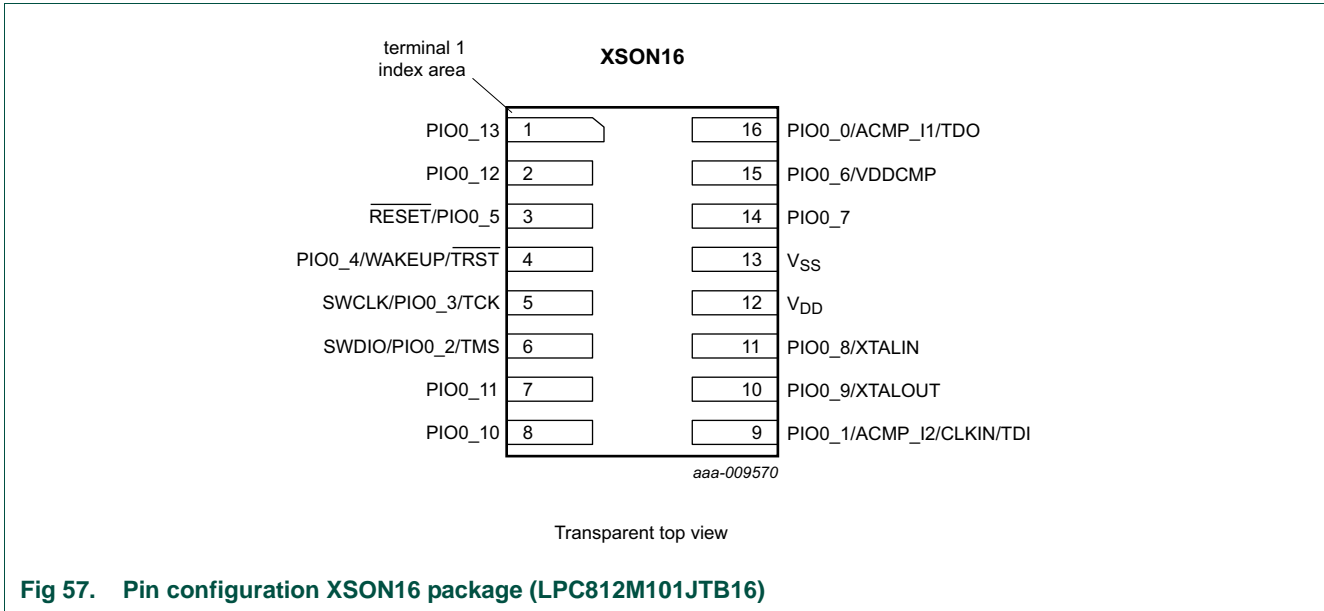 terminal 1
index area
XSON16
PIO0_13 1
16 PIO0_0/ACMP_I1/TDO
PIO0_12 2
15 PIO0_6/VDDCMP
RESET/PIO0_5 3
14 PIO0_7
PIO0_4/WAKEUP/TRST 4
13 VSS
SWCLK/PIO0_3/TCK 5
12 VDD
SWDIO/PIO0_2/TMS 6
11 PIO0_8/XTALIN
PIO0_11 7
10 PIO0_9/XTALOUT
PIO0_10 8
9 PIO0_1/ACMP_I2/CLKIN/TDI
aaa-009570
Transparent top view
Fig 57. Pin configuration XSON16 package (LPC812M101JTB16)